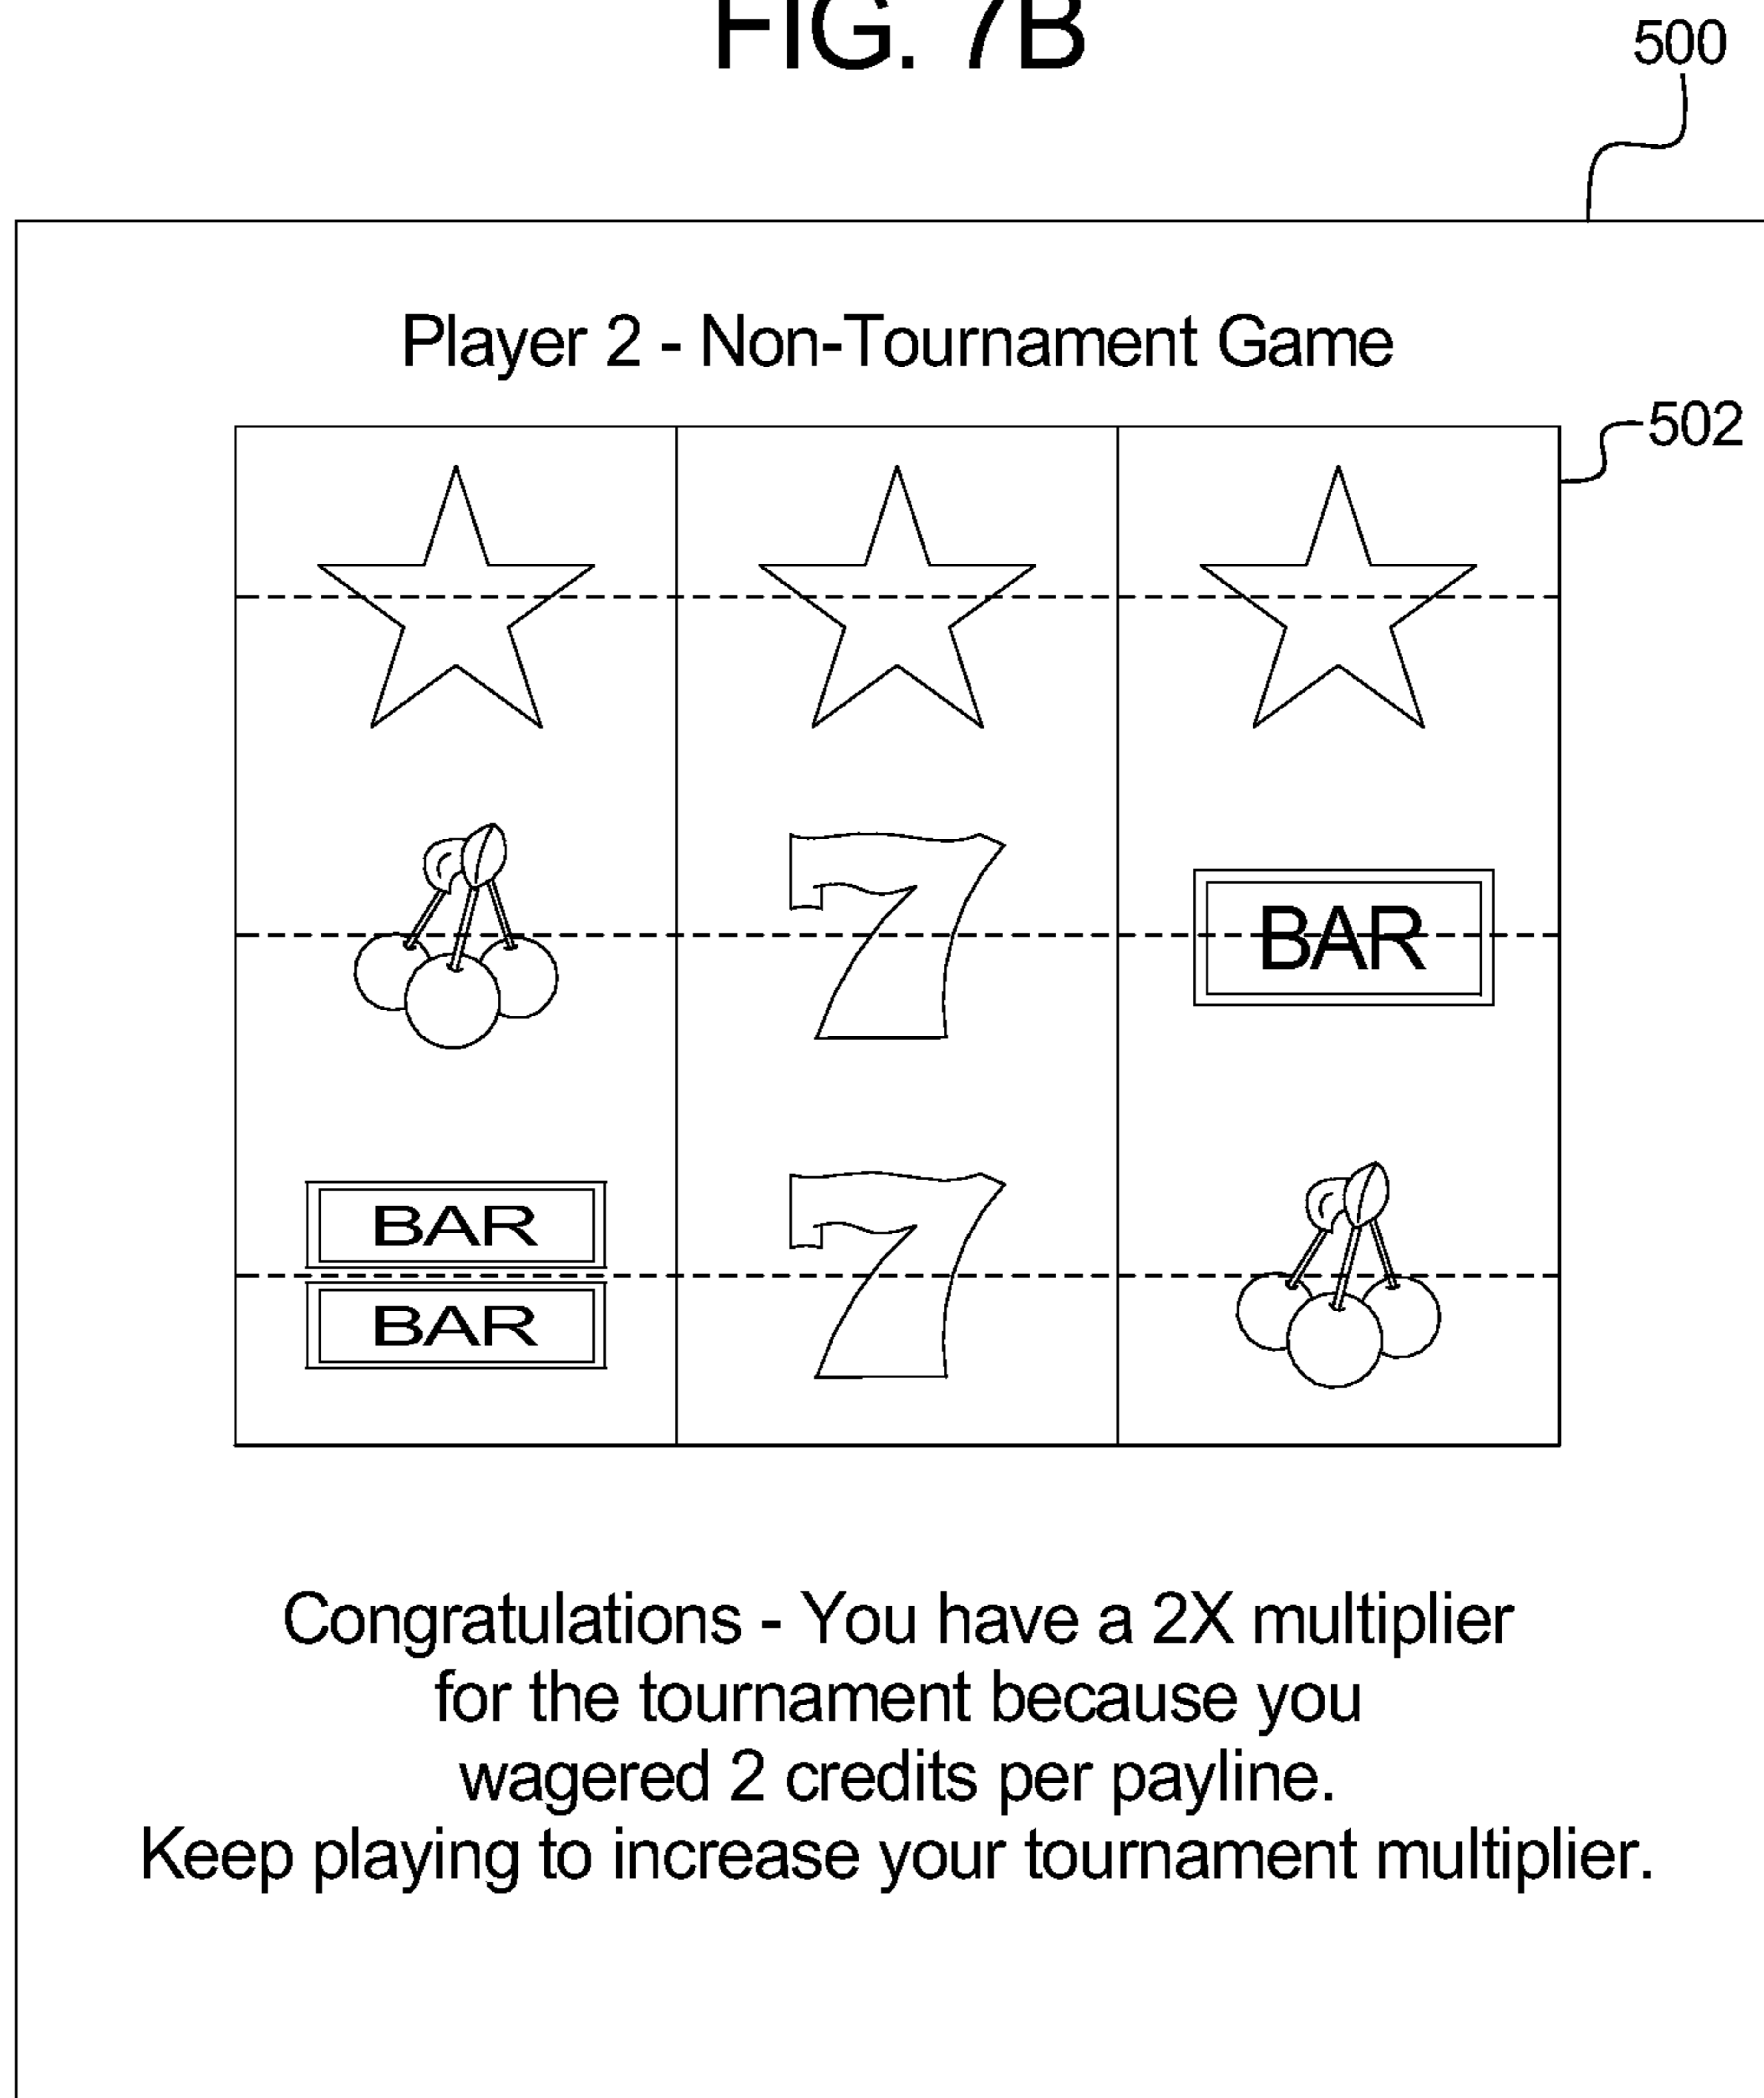 FIG. 7B
500
Player 2 - Non-Tournament Game
502
BAR
BAR
BAR
Congratulations - You have a 2X multiplier
for the tournament because you
wagered 2 credits per payline.
Keep playing to increase your tournament multiplier.